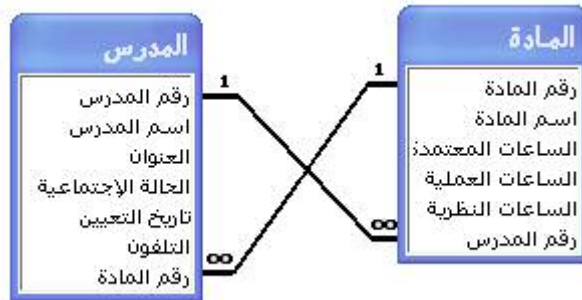 المادة
رقم المادة
اسم المادة
الساعات المعتمدة
الساعات العملية
الساعات النظرية
رقم المدرس
المدرس
رقم المدرس
اسم المدرس
العنوان
الحالة الإجتماعية
تاريخ التعيين
التلفون
رقم المادة
1
∞
1
∞